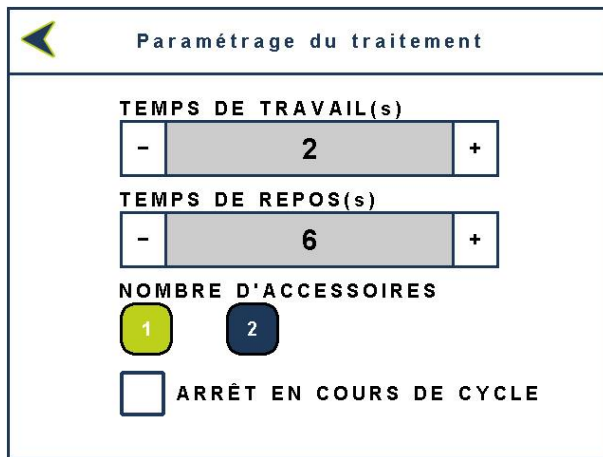 Paramétrage du traitement
TEMPS DE TRAVAIL(s)
- 2 +
TEMPS DE REPOS(s)
- 6 +
NOMBRE D'ACCESSOIRES
1 2
ARRÊT EN COURS DE CYCLE